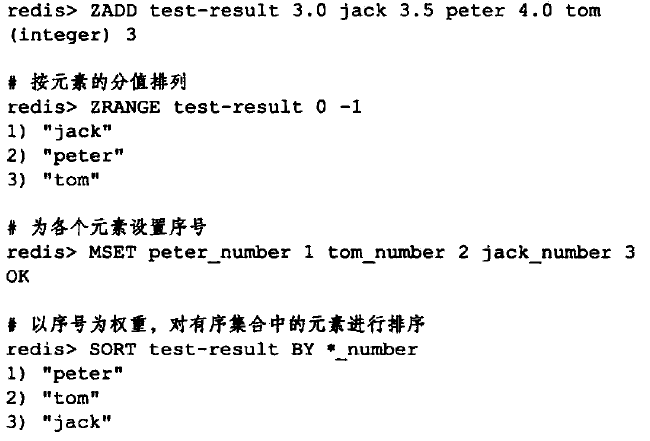 redis> ZADD test-result 3.0 jack 3.5 peter 4.0 tom
(integer) 3
# 按元素的分值排列
redis> ZRANGE test-result 0 -1
1) "jack"
2) "peter"
3) "tom"
# 为各个元素设置序号
redis> MSET peter_number 1 tom_number 2 jack_number 3
OK
# 以序号为权重，对有序集合中的元素进行排序
redis> SORT test-result BY *_number
1) "peter"
2) "tom"
3) "jack"